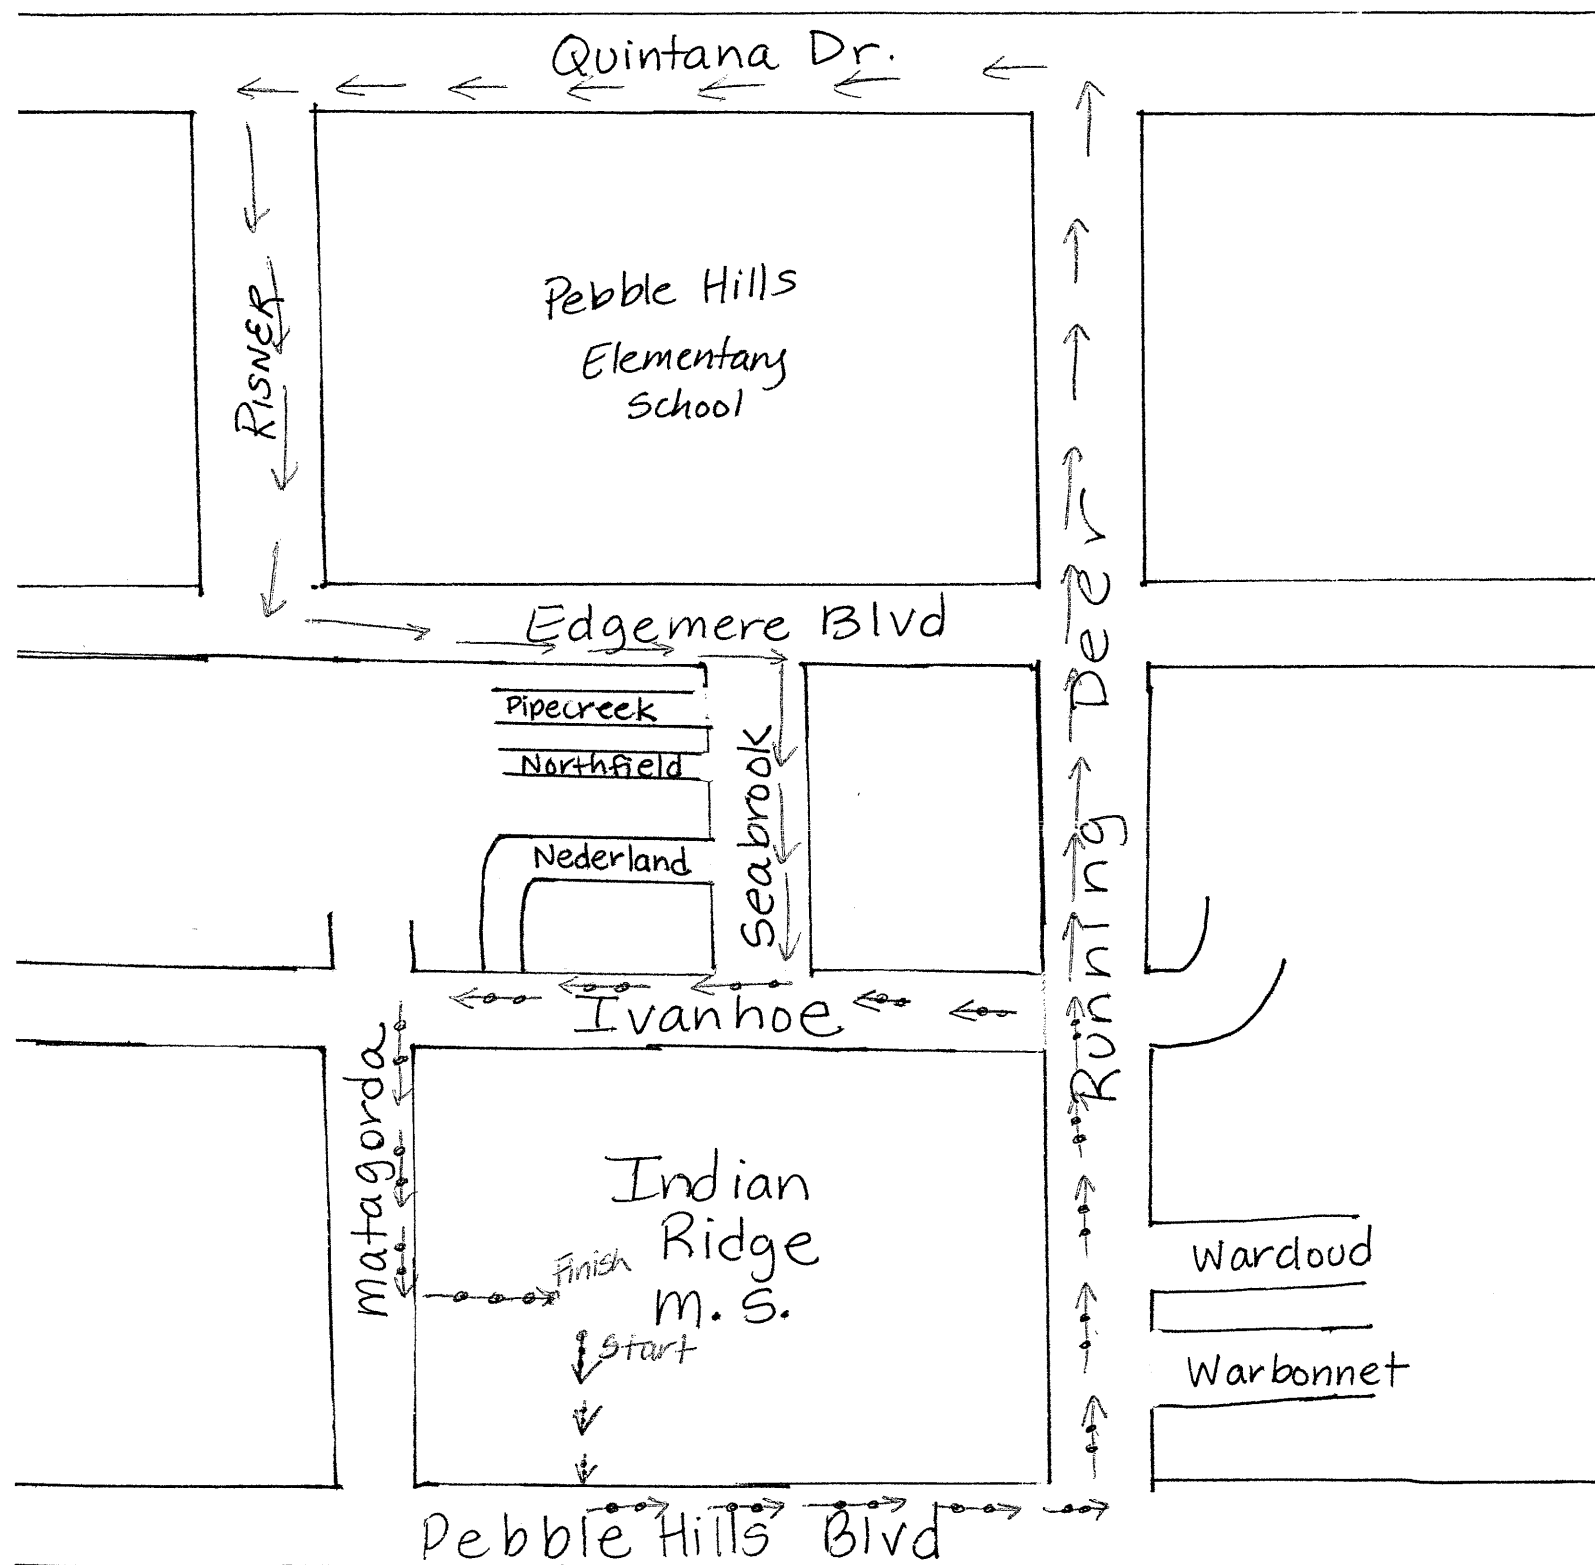 Quintana Dr.
Pebble Hills
Elementary
School
RISNER
Running Deer
Edgemere Blvd
Pipecreek
Northfield
Nederland
Seabrook
Ivanhoe
Matagorda
Indian
Ridge
M.S.
Finish
Start
Warcloud
Warbonnet
Pebble Hills Blvd